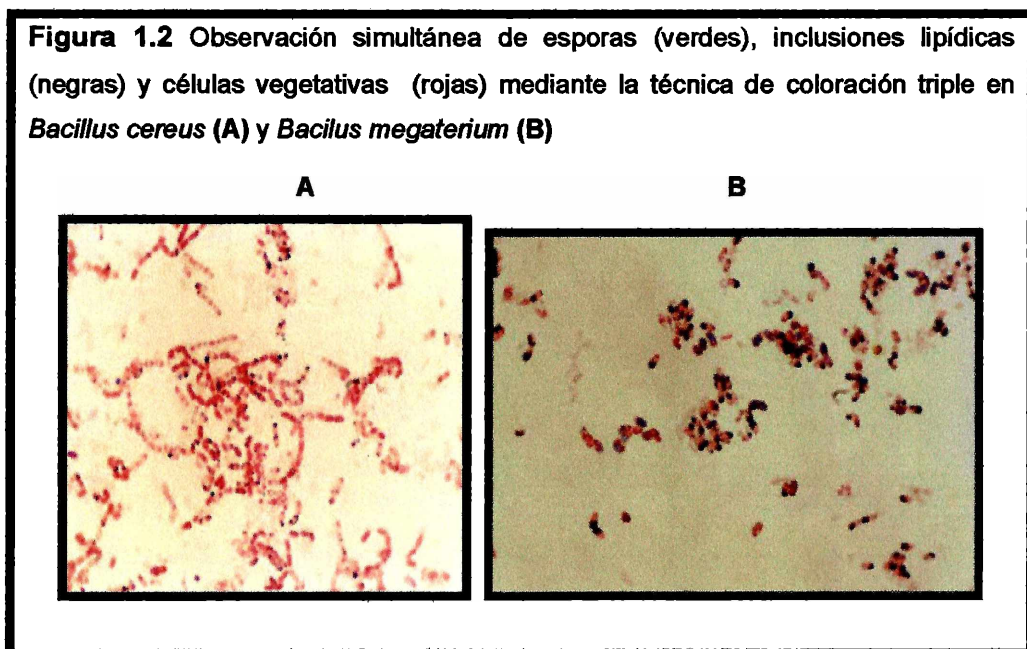 Figura 1.2 Observación simultánea de esporas (verdes), inclusiones lipídicas
(negras) y células vegetativas (rojas) mediante la técnica de coloración triple en
Bacillus cereus (A) y Bacilus megaterium (B)
A
B